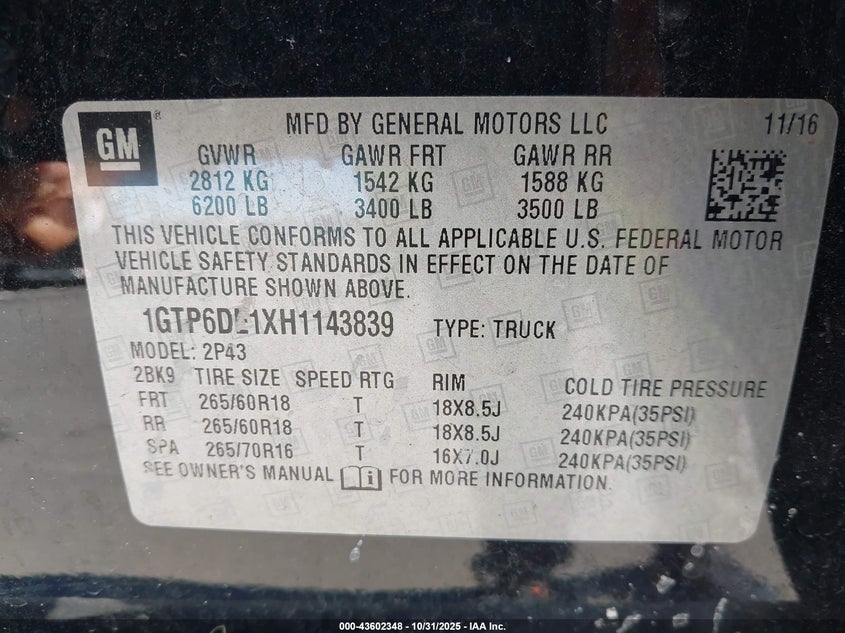 GM
MFD BY GENERAL MOTORS LLC 11/16
GVWR GAWR FRT GAWR RR
2812 KG 1542 KG 1588 KG
6200 LB 3400 LB 3500 LB
THIS VEHICLE CONFORMS TO ALL APPLICABLE U.S. FEDERAL MOTOR
VEHICLE SAFETY STANDARDS IN EFFECT ON THE DATE OF
MANUFACTURE SHOWN ABOVE.
1GTP6DE1XH1143839 TYPE: TRUCK
MODEL: 2P43
2BK9 TIRE SIZE SPEED RTG RIM COLD TIRE PRESSURE
FRT 265/60R18 T 18X8.5J 240KPA(35PSI)
RR 265/60R18 T 18X8.5J 240KPA(35PSI)
SPA 265/70R16 T 16X7.0J 240KPA(35PSI)
SEE OWNER'S MANUAL FOR MORE INFORMATION.
000-43602348 - 10/31/2025 - IAA Inc.